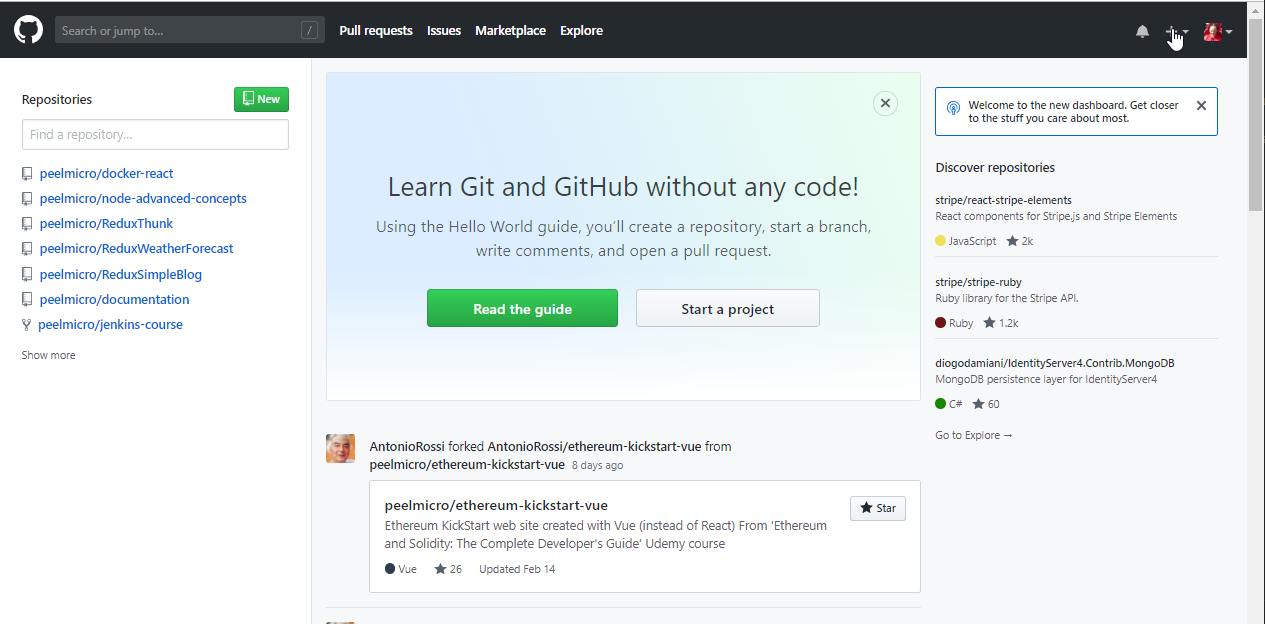 Search or jump to...
/
Pull requests
Issues
Marketplace
Explore
Repositories
New
Find a repository...
peelmicro/docker-react
peelmicro/node-advanced-concepts
peelmicro/ReduxThunk
peelmicro/ReduxWeatherForecast
peelmicro/ReduxSimpleBlog
peelmicro/documentation
peelmicro/jenkins-course
Show more
Learn Git and GitHub without any code!
Using the Hello World guide, you’ll create a repository, start a branch,
write comments, and open a pull request.
Read the guide
Start a project
AntonioRossi forked AntonioRossi/ethereum-kickstart-vue from
peelmicro/ethereum-kickstart-vue 8 days ago
peelmicro/ethereum-kickstart-vue
Star
Ethereum KickStart web site created with Vue (instead of React) From 'Ethereum
and Solidity: The Complete Developer's Guide' Udemy course
Vue 26 Updated Feb 14
Welcome to the new dashboard. Get closer
to the stuff you care about most.
Discover repositories
stripe/react-stripe-elements
React components for Stripe.js and Stripe Elements
JavaScript 2k
stripe/stripe-ruby
Ruby library for the Stripe API.
Ruby 1.2k
diogodamiani/IdentityServer4.Contrib.MongoDB
MongoDB persistence layer for IdentityServer4
C# 60
Go to Explore →